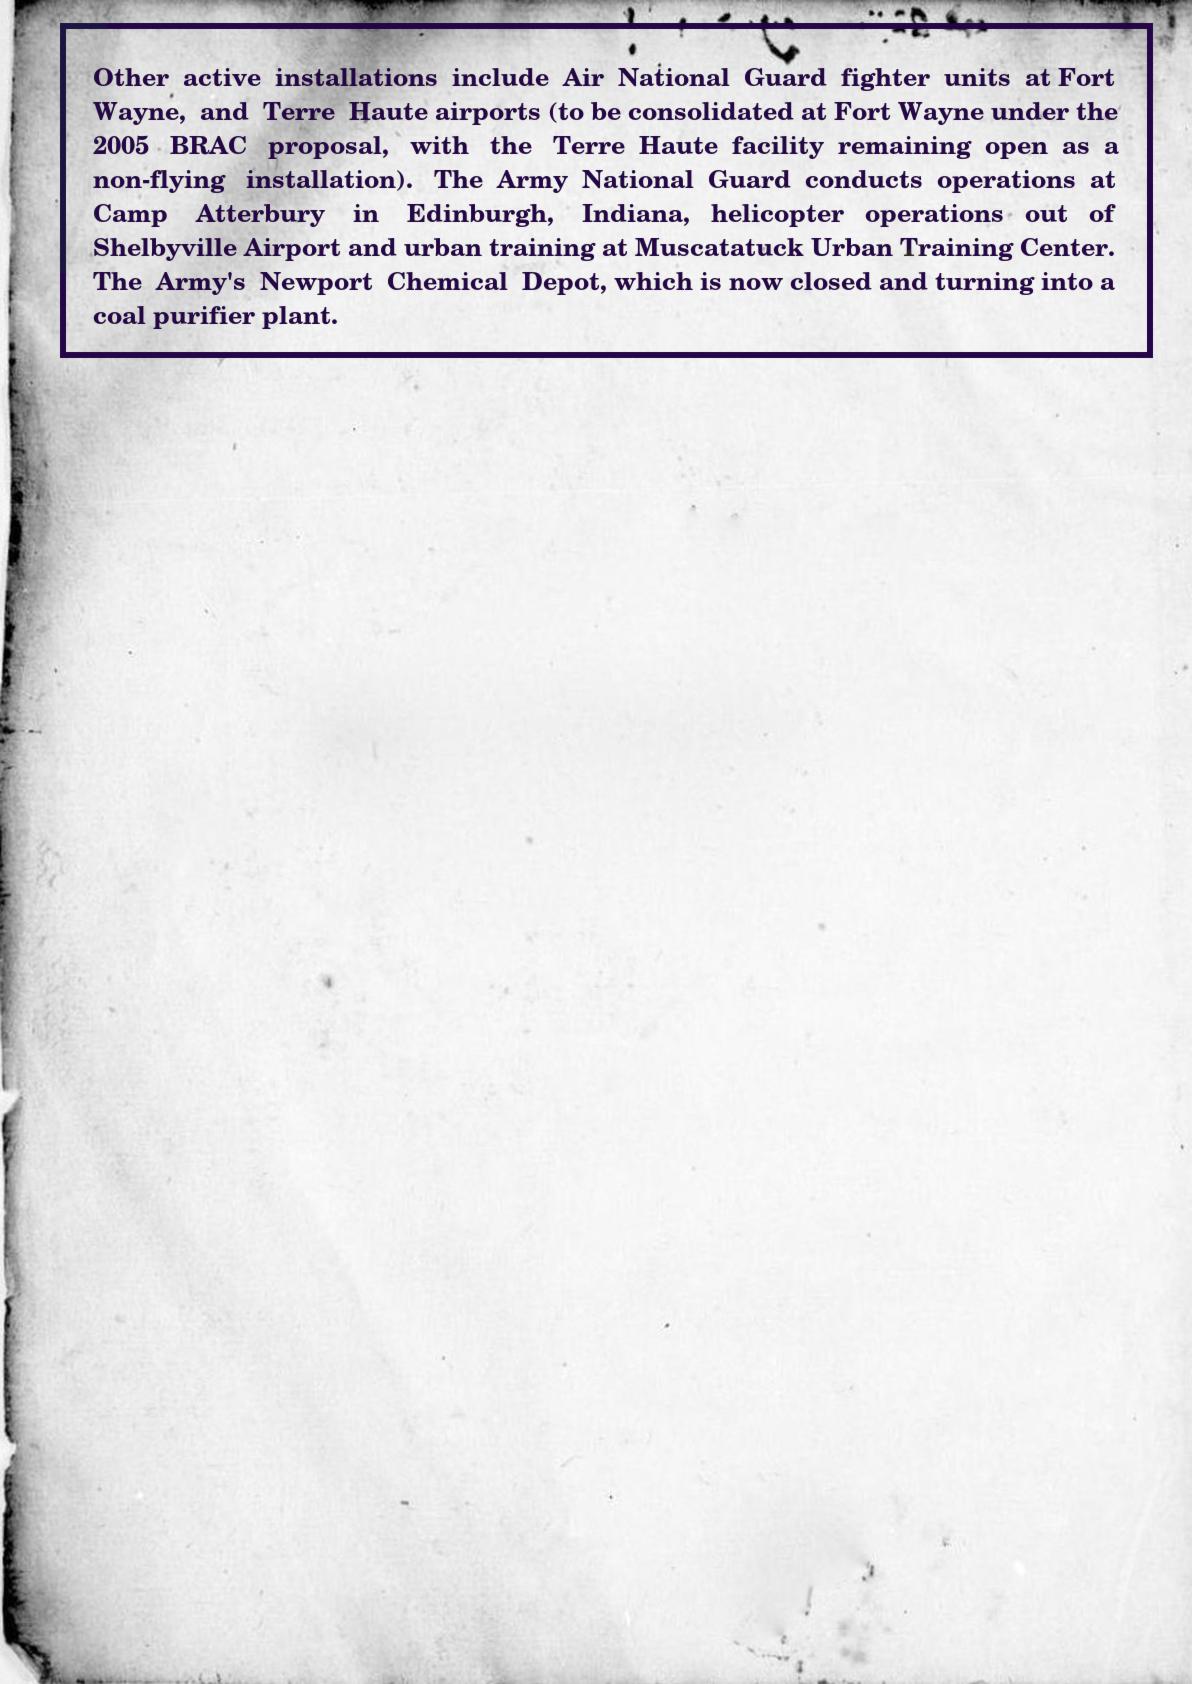 Other active installations include Air National Guard fighter units at Fort
Wayne, and Terre Haute airports (to be consolidated at Fort Wayne under the
2005 BRAC proposal, with the Terre Haute facility remaining open as a
non-flying installation). The Army National Guard conducts operations at
Camp Atterbury in Edinburgh, Indiana, helicopter operations out of
Shelbyville Airport and urban training at Muscatatuck Urban Training Center.
The Army's Newport Chemical Depot, which is now closed and turning into a
coal purifier plant.